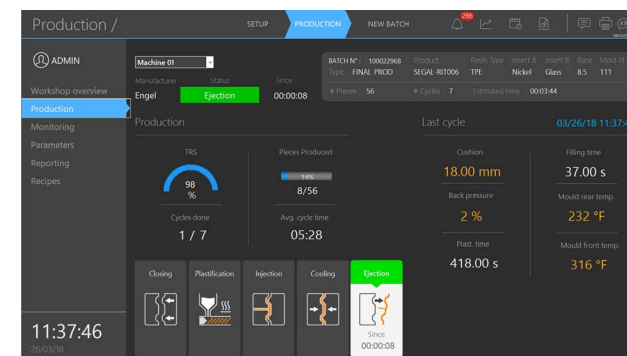 Production /
SETUP
PRODUCTION
NEW BATCH
286
ADMIN
Workshop overview
Production
Monitoring
Parameters
Reporting
Recipes
11:37:46
26/03/18
Machine 01
Manufacturer Status Since
Engel Ejection 00:00:08
BATCH N° : 100022968 Product Resin Type Insert A Insert B Base Mold Id
Type FINAL PROD SEGAL-RIT006 TPE Nickel Glass 8.5 111
# Pieces 56 # Cycles 7 Estimated time 00:03:44
Production
TRS
98
%
Pieces Produced
14%
8/56
Cycles done
1 / 7
Avg. cycle time
05:28
Last cycle 03/26/18 11:37:4
Cushion
18.00 mm
Filling time
37.00 s
Back pressure
2 %
Mould rear temp.
232 °F
Plast. time
418.00 s
Mould front temp.
316 °F
Closing
Plastification
Injection
Cooling
Ejection
Since
00:00:08